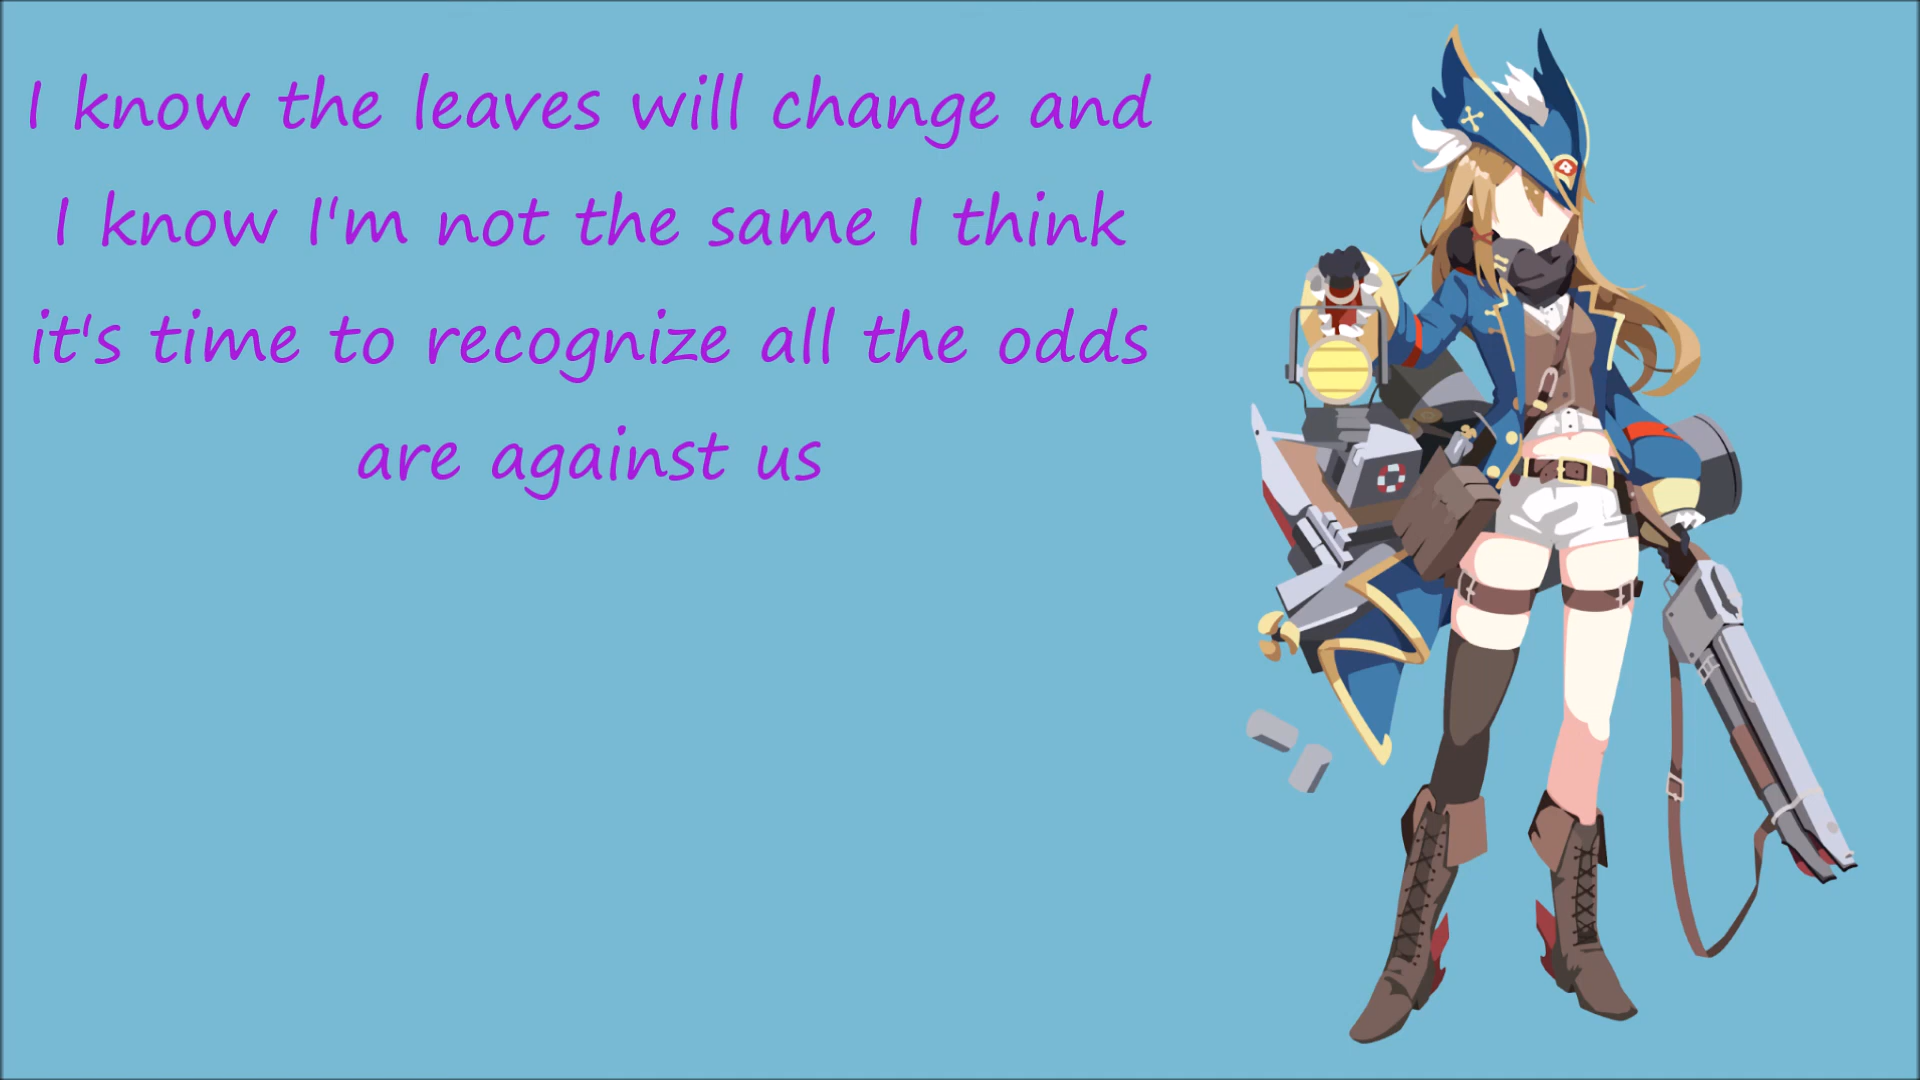 I know the leaves will change and
I know I'm not the same I think
it's time to recognize all the odds
are against us